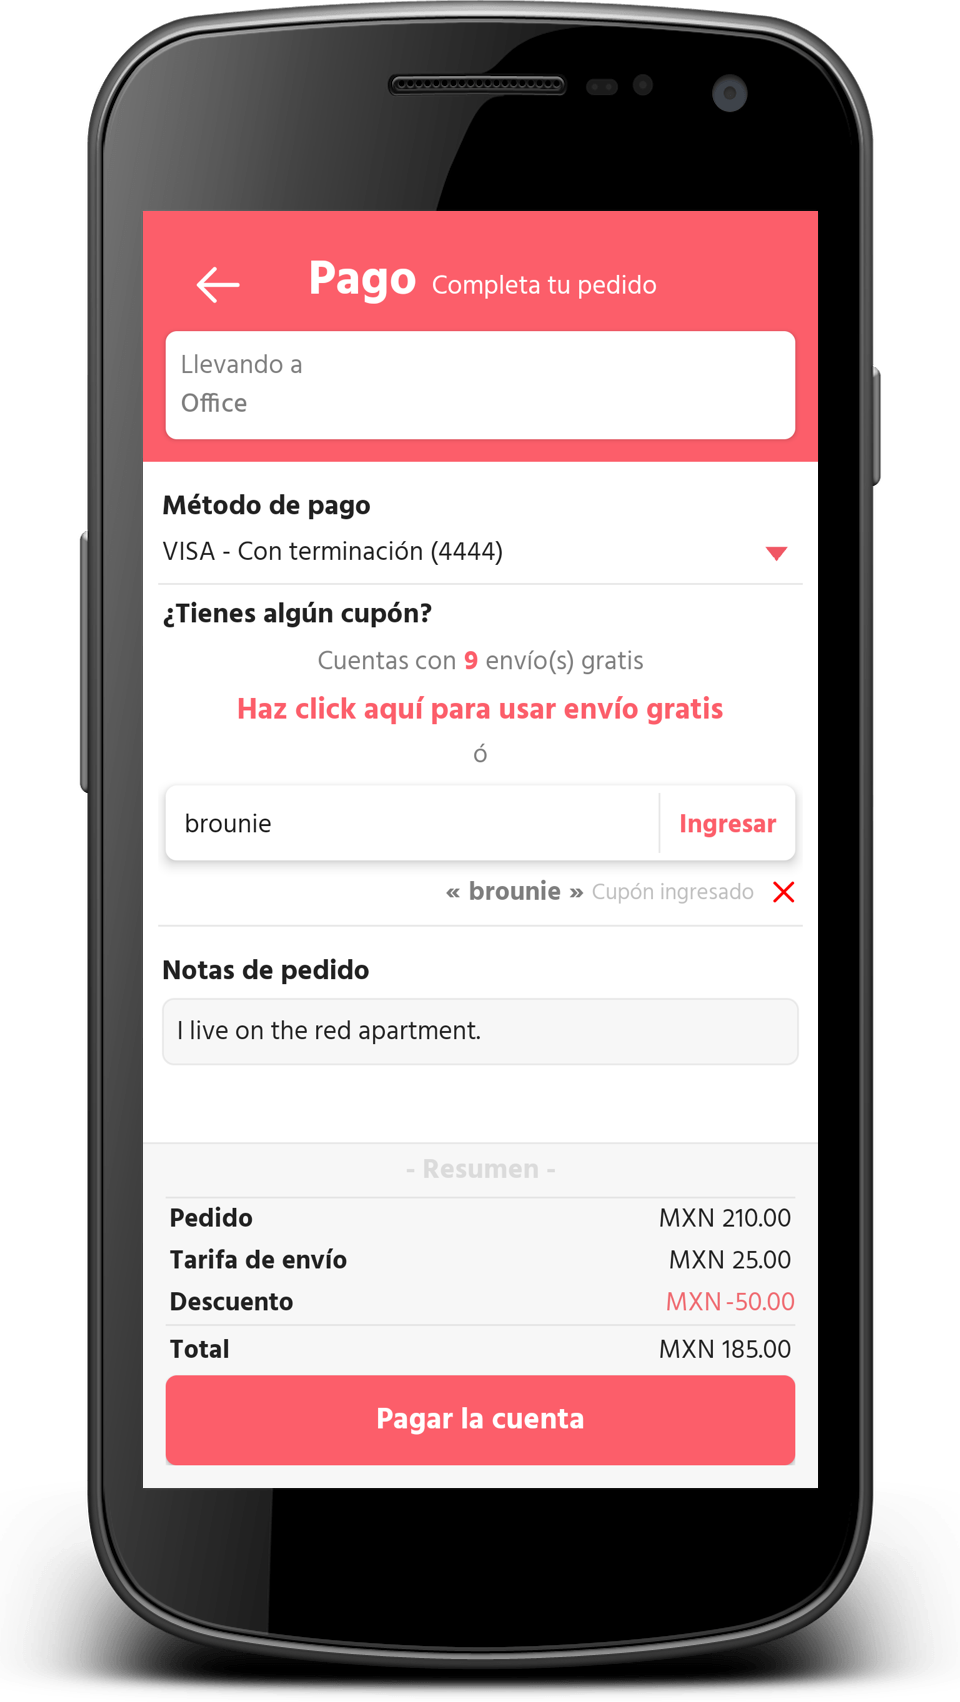 Pago Completa tu pedido
Llevando a
Office
Método de pago
VISA - Con terminación (4444)
¿Tienes algún cupón?
Cuentas con 9 envío(s) gratis
Haz click aquí para usar envío gratis
ó
brounie Ingresar
« brounie » Cupón ingresado
Notas de pedido
I live on the red apartment.
- Resumen -
Pedido MXN 210.00
Tarifa de envío MXN 25.00
Descuento MXN -50.00
Total MXN 185.00
Pagar la cuenta